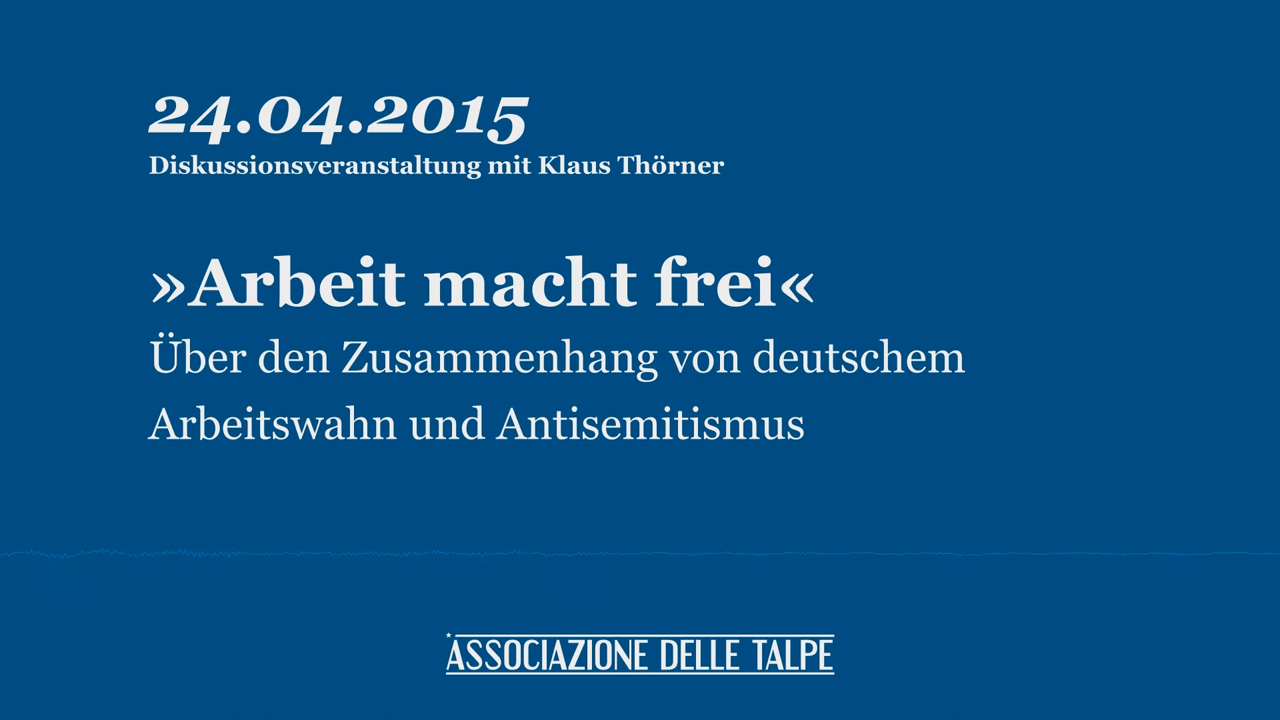 24.04.2015
Diskussionsveranstaltung mit Klaus Thörner
»Arbeit macht frei«
Über den Zusammenhang von deutschem
Arbeitswahn und Antisemitismus
ASSOCIAZIONE DELLE TALPE